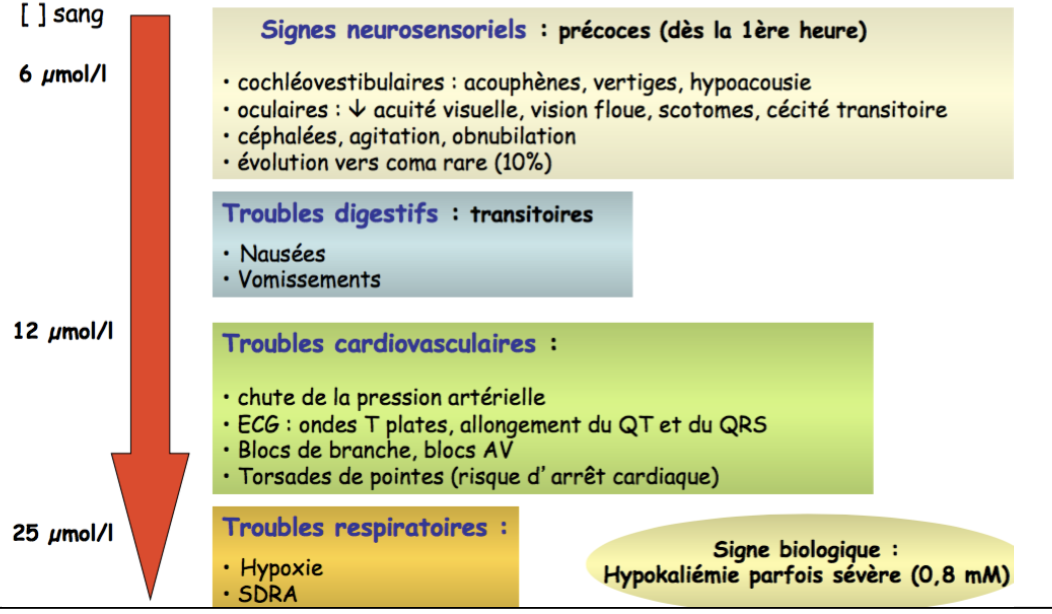 [ ] sang
6 µmol/l
Signes neurosensoriels : précoces (dès la 1ère heure)
• cochléovestibulaires : acouphènes, vertiges, hypoacousie
• oculaires : ↓ acuité visuelle, vision floue, scotomes, cécité transitoire
• céphalées, agitation, obnubilation
• évolution vers coma rare (10%)
Troubles digestifs : transitoires
• Nausées
• Vomissements
12 µmol/l
Troubles cardiovasculaires :
• chute de la pression artérielle
• ECG : ondes T plates, allongement du QT et du QRS
• Blocs de branche, blocs AV
• Torsades de pointes (risque d’ arrêt cardiaque)
25 µmol/l
Troubles respiratoires :
• Hypoxie
• SDRA
Signe biologique :
Hypokaliémie parfois sévère (0,8 mM)